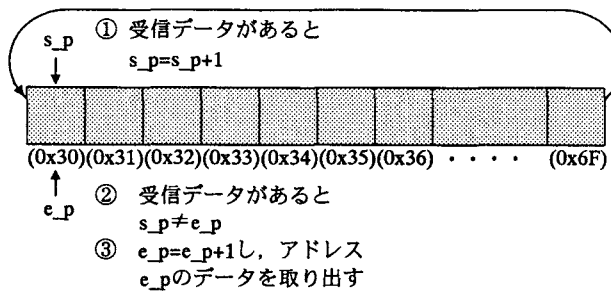 ① 受信データがあると
s_p
s_p=s_p+1
(0x30)(0x31)(0x32)(0x33)(0x34)(0x35)(0x36) ・・・・ (0x6F)
e_p
② 受信データがあると
s_p≠e_p
③ e_p=e_p+1し，アドレス
e_pのデータを取り出す